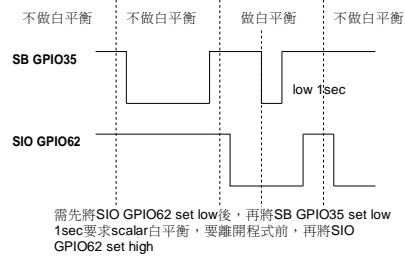 不做白平衡 不做白平衡 做白平衡 不做白平衡
SB GPIO35
low 1sec
SIO GPIO62
需先將SIO GPIO62 set low後，再將SB GPIO35 set low
1sec要求scalar白平衡，要離開程式前，再將SIO
GPIO62 set high